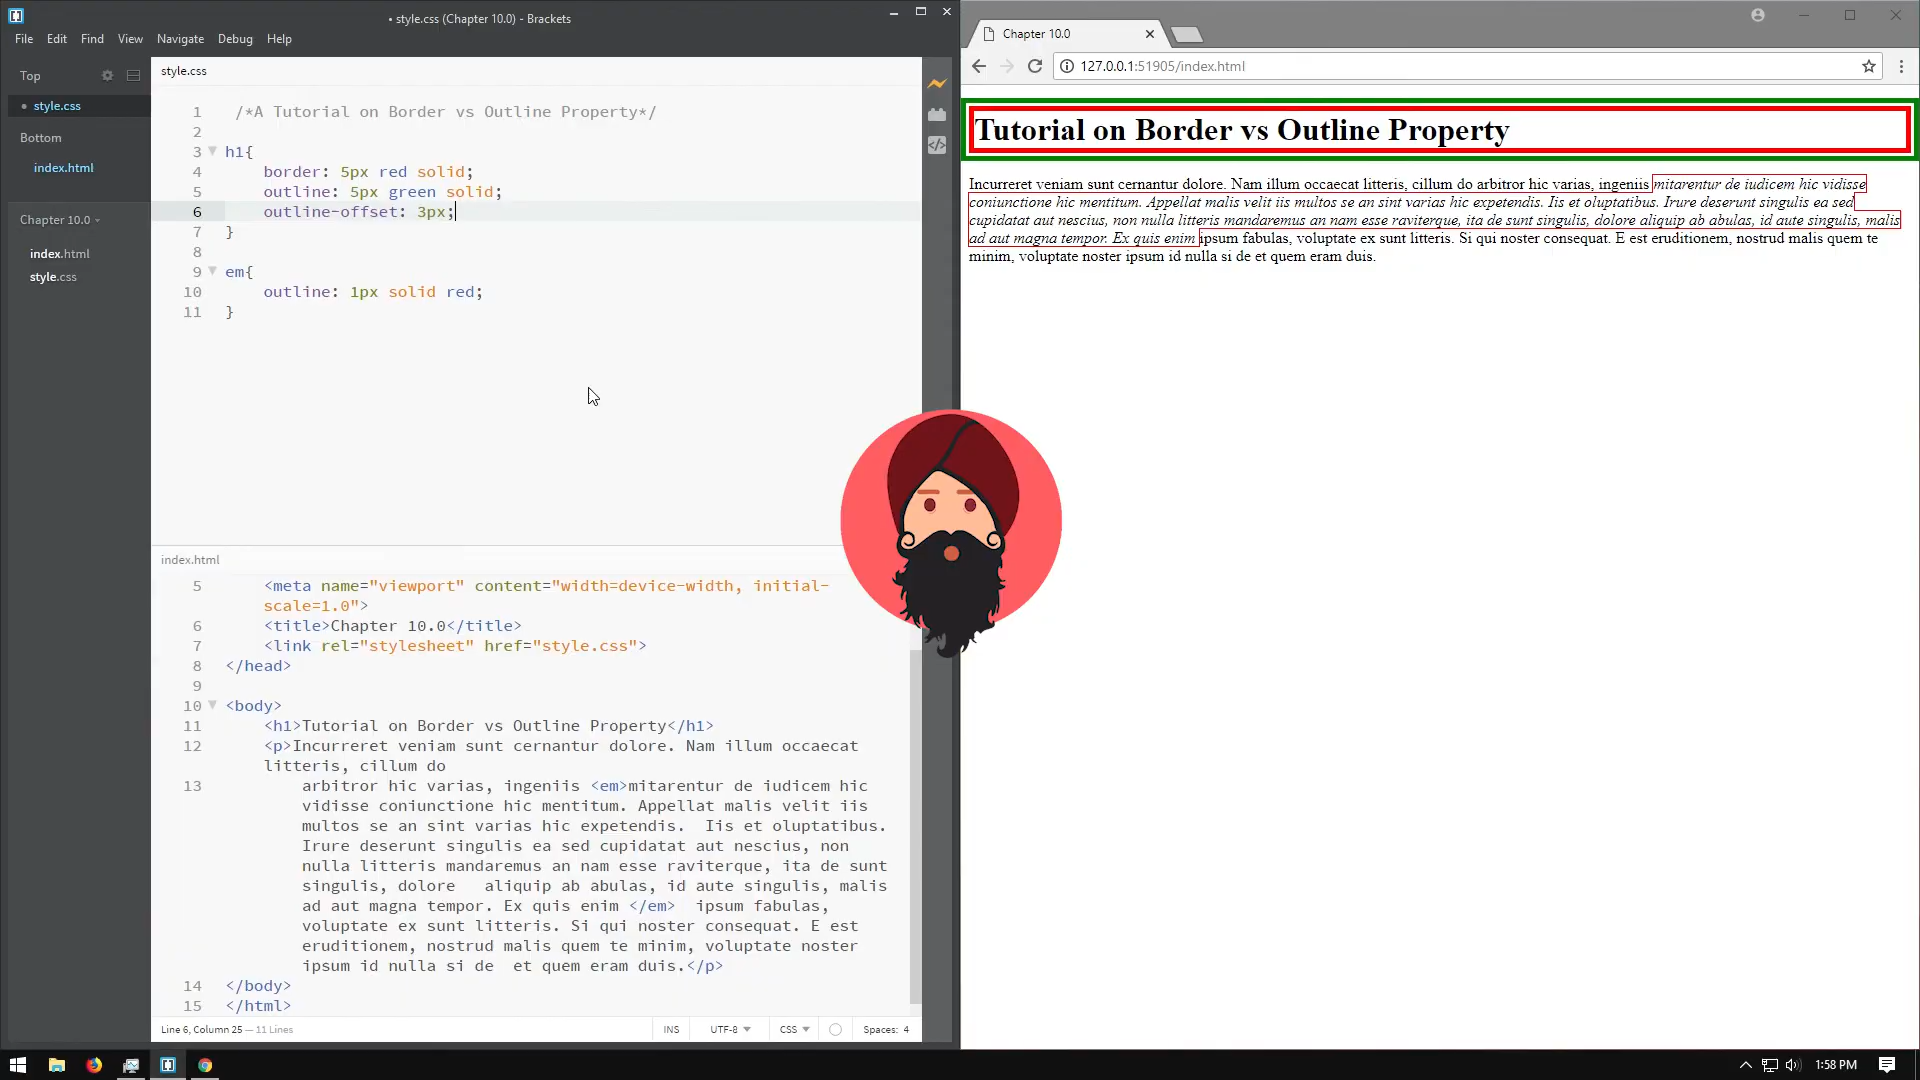 • style.css (Chapter 10.0) - Brackets
File Edit Find View Navigate Debug Help
Top
• style.css
Bottom
index.html
Chapter 10.0
index.html
style.css
style.css
1 /*A Tutorial on Border vs Outline Property*/
2
3 h1{
4 border: 5px red solid;
5 outline: 5px green solid;
6 outline-offset: 3px;
7 }
8
9 em{
10 outline: 1px solid red;
11 }
index.html
5 <meta name="viewport" content="width=device-width, initial-
scale=1.0">
6 <title>Chapter 10.0</title>
7 <link rel="stylesheet" href="style.css">
8 </head>
9
10 <body>
11 <h1>Tutorial on Border vs Outline Property</h1>
12 <p>Incurreret veniam sunt cernantur dolore. Nam illum occaecat
litteris, cillum do
13 arbitror hic varias, ingeniis <em>mitarentur de iudicem hic
vidisse coniunctione hic mentitum. Appellat malis velit iis
multos se an sint varias hic expetendis.  Iis et oluptatibus.
Irure deserunt singulis ea sed cupidatat aut nescius, non
nulla litteris mandaremus an nam esse raviterque, ita de sunt
singulis, dolore   aliquip ab abulas, id aute singulis, malis
ad aut magna tempor. Ex quis enim </em>  ipsum fabulas,
voluptate ex sunt litteris. Si qui noster consequat. E est
eruditionem, nostrud malis quem te minim, voluptate noster
ipsum id nulla si de  et quem eram duis.</p>
14 </body>
15 </html>
Line 6, Column 25 — 11 Lines
INS UTF-8 CSS Spaces: 4
Chapter 10.0
127.0.0.1:51905/index.html
Tutorial on Border vs Outline Property
Incurreret veniam sunt cernantur dolore. Nam illum occaecat litteris, cillum do arbitror hic varias, ingeniis mitarentur de iudicem hic vidisse
coniunctione hic mentitum. Appellat malis velit iis multos se an sint varias hic expetendis. Iis et oluptatibus. Irure deserunt singulis ea sed
cupidatat aut nescius, non nulla litteris mandaremus an nam esse raviterque, ita de sunt singulis, dolore aliquip ab abulas, id aute singulis, malis
ad aut magna tempor. Ex quis enim ipsum fabulas, voluptate ex sunt litteris. Si qui noster consequat. E est eruditionem, nostrud malis quem te
minim, voluptate noster ipsum id nulla si de et quem eram duis.
1:58 PM